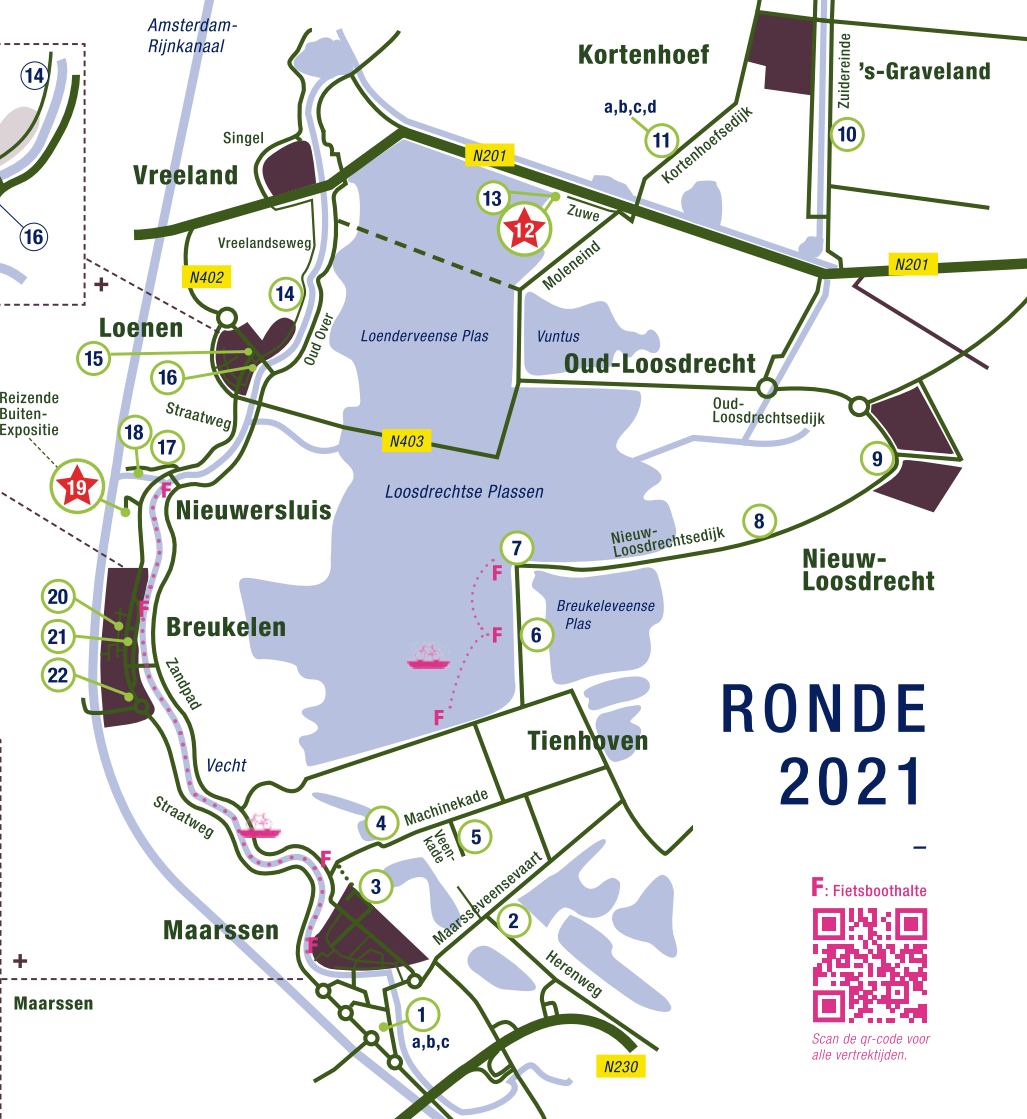 Amsterdam-
Rijnkanaal
Kortenhoef
's-Graveland
Zuidereinde
14
a,b,c,d
11
10
Kortenhoefsedijk
Singel
N201
Vreeland
13
12
Zuwe
16
Vreelandseweg
Moleneind
N402
N201
14
+
Loenen
Oud Over
Loenderveense Plas
Vuntus
15
Oud-Loosdrecht
16
Reizende
Buiten-
Expositie
Straatweg
Oud-
Loosdrechtsedijk
18
17
N403
9
19
F
Loosdrechtse Plassen
Nieuwersluis
8
Nieuw-
Loosdrechtsedijk
7
F
Nieuw-
Loosdrecht
20
F
Breukelen
Breukeleveense
Plas
21
F
6
22
Zandpad
F
RONDE
2021
–
Tienhoven
Vecht
Straatweg
Machinekade
4
5
Veen-
kade
F
3
Maarsseveensevaart
F: Fietsboothalte
Maarssen
F
2
+
Herenweg
Maarssen
1
a,b,c
N230
Scan de qr-code voor
alle vertrektijden.